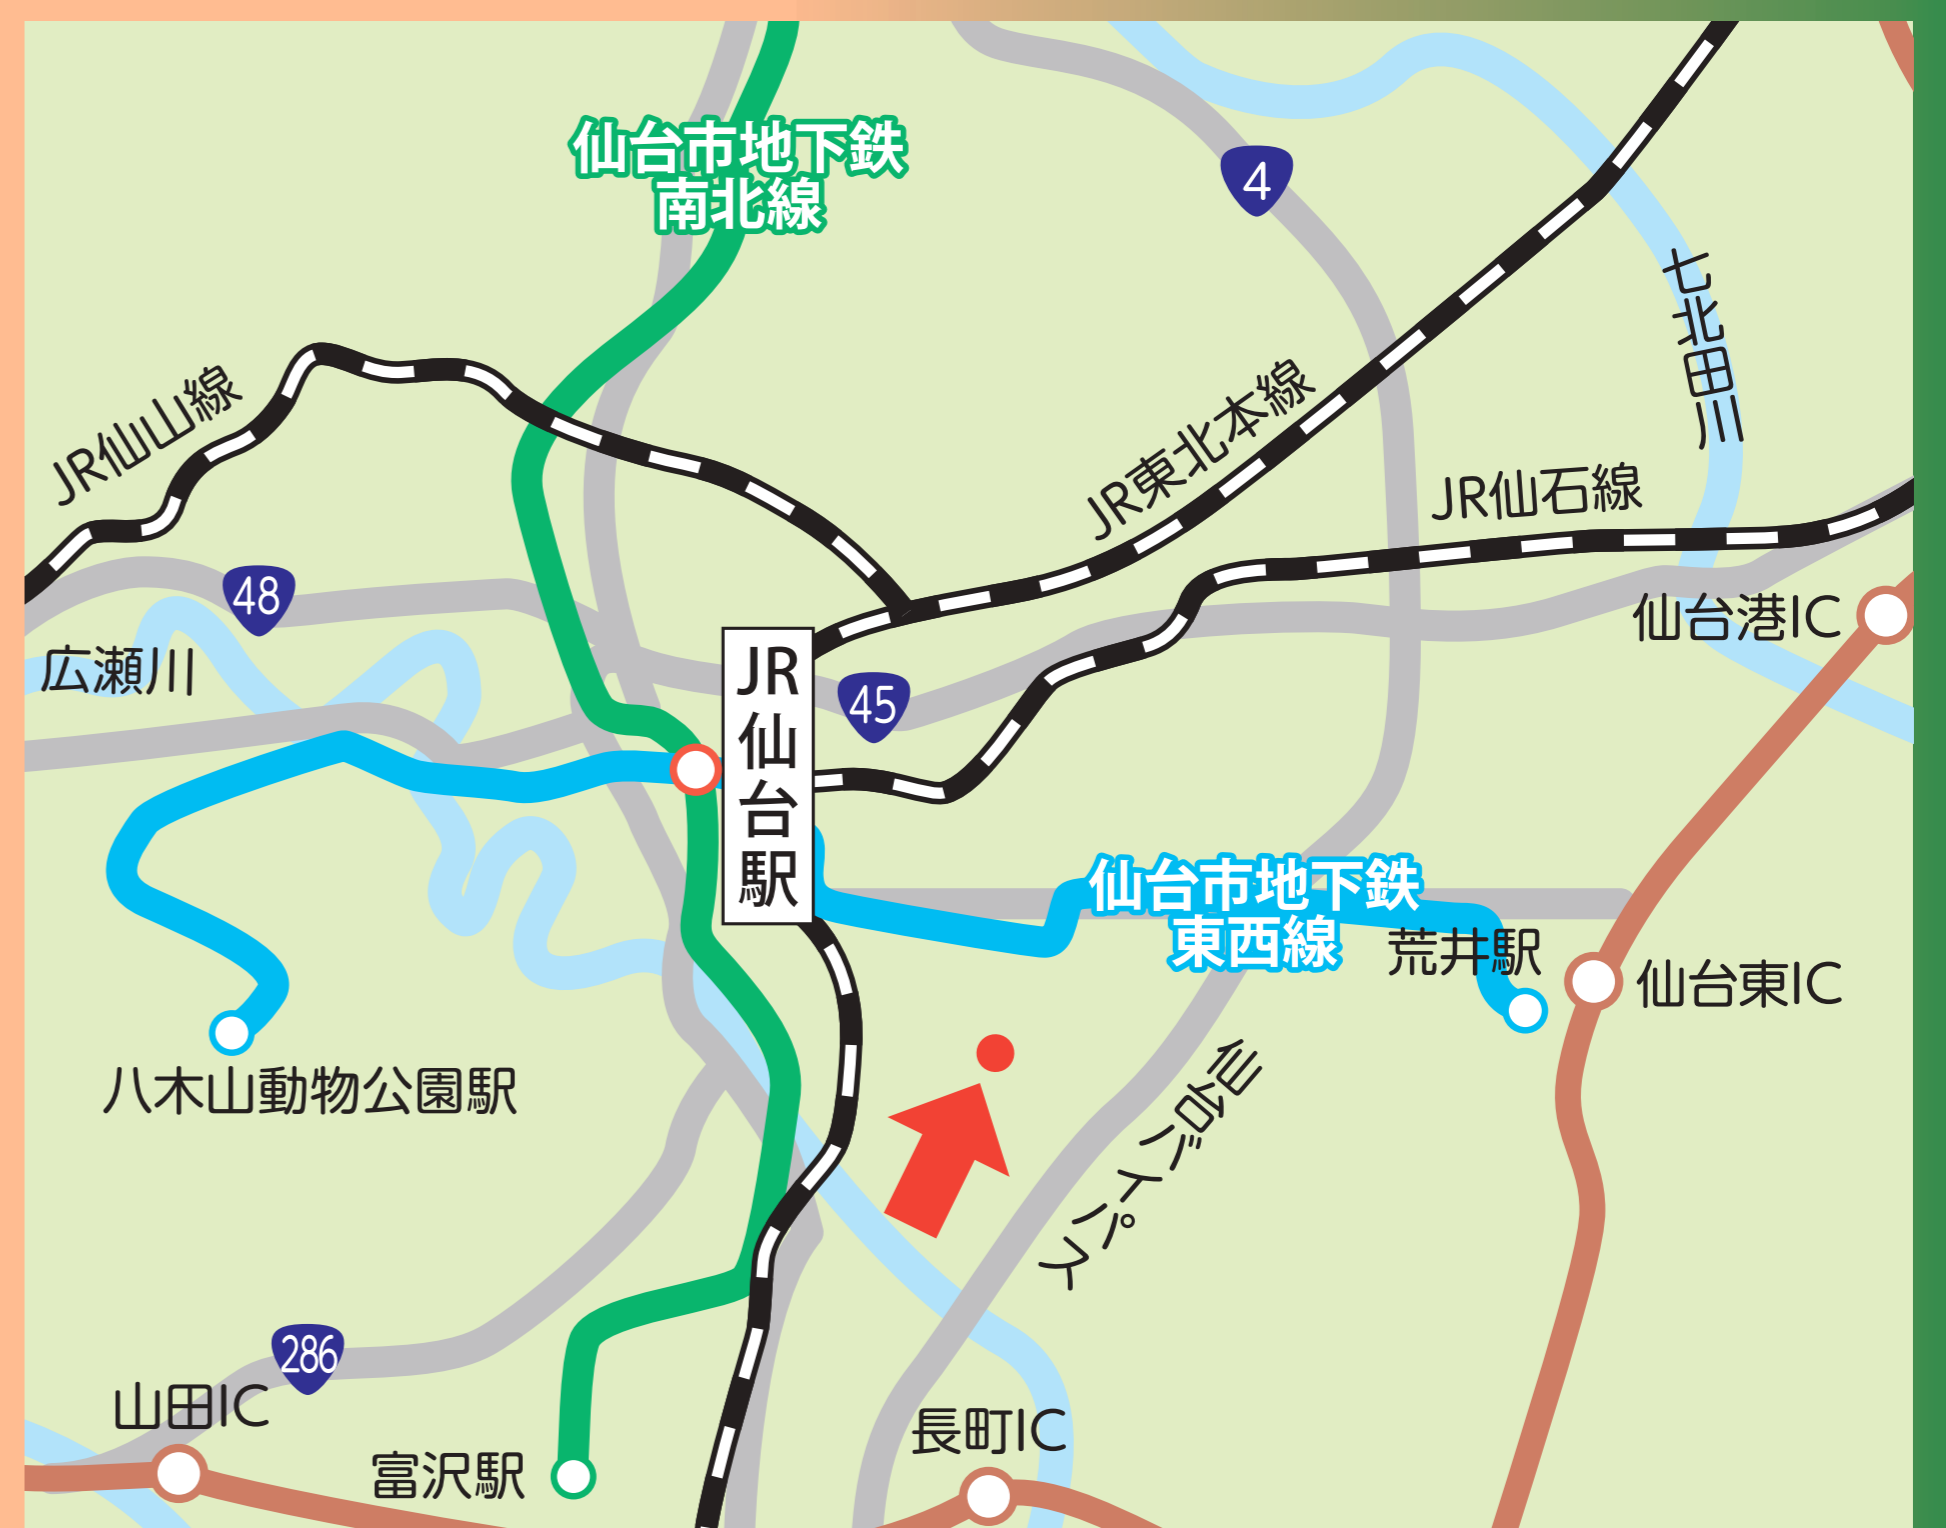 仙台市地下鉄
南北線
4
七北田川
JR仙山線
JR東北本線
JR仙石線
48
仙台港IC
広瀬川
45
JR仙台駅
仙台市地下鉄
東西線
荒井駅
仙台東IC
八木山動物公園駅
仙台バイパス
286
山田IC
長町IC
富沢駅